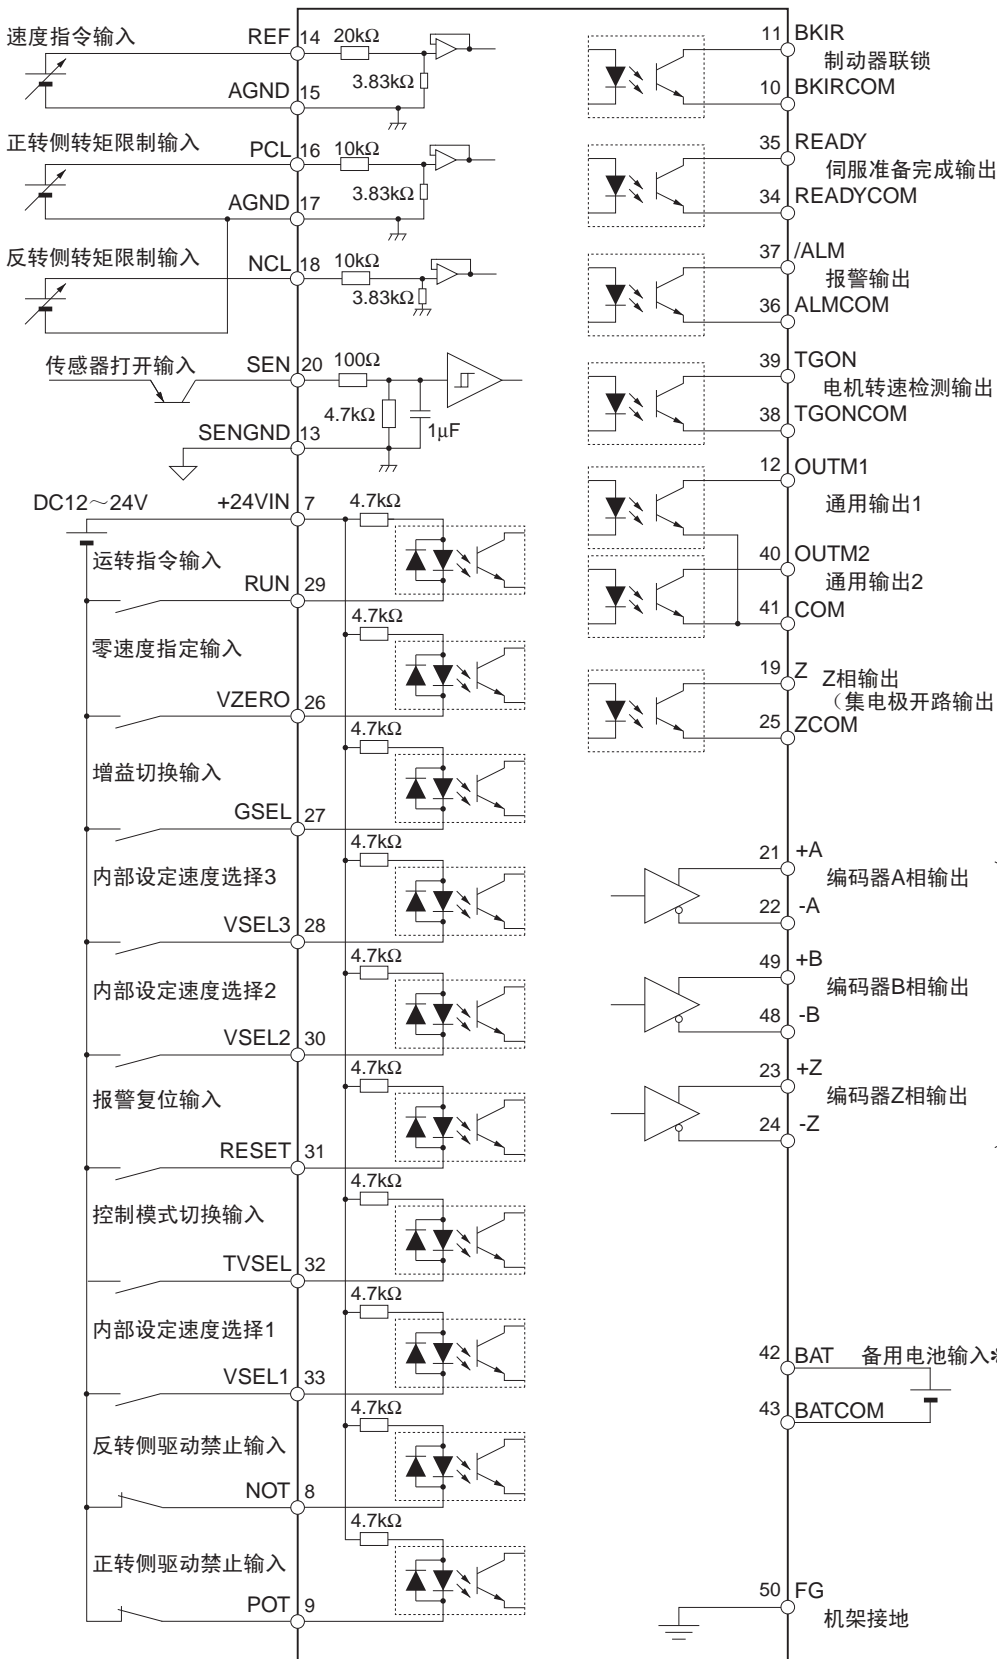 速度指令输入
REF 14 20kΩ
3.83kΩ
AGND 15
正转侧转矩限制输入
PCL 16 10kΩ
3.83kΩ
AGND 17
反转侧转矩限制输入
NCL 18 10kΩ
3.83kΩ
传感器打开输入
SEN 20 100Ω
4.7kΩ
1μF
SENGND 13
DC12～24V
+24VIN 7 4.7kΩ
运转指令输入
RUN 29
4.7kΩ
零速度指定输入
VZERO 26
4.7kΩ
增益切换输入
GSEL 27
4.7kΩ
内部设定速度选择3
VSEL3 28
4.7kΩ
内部设定速度选择2
VSEL2 30
4.7kΩ
报警复位输入
RESET 31
4.7kΩ
控制模式切换输入
TVSEL 32
4.7kΩ
内部设定速度选择1
VSEL1 33
4.7kΩ
反转侧驱动禁止输入
NOT 8
4.7kΩ
正转侧驱动禁止输入
POT 9
11 BKIR
制动器联锁
10 BKIRCOM
35 READY
伺服准备完成输出
34 READYCOM
37 /ALM
报警输出
36 ALMCOM
39 TGON
电机转速检测输出
38 TGONCOM
12 OUTM1
通用输出1
40 OUTM2
通用输出2
41 COM
19 Z Z相输出
（集电极开路输出
25 ZCOM
21 +A
编码器A相输出
22 -A
49 +B
编码器B相输出
48 -B
23 +Z
编码器Z相输出
24 -Z
42 BAT 备用电池输入*
43 BATCOM
50 FG
机架接地